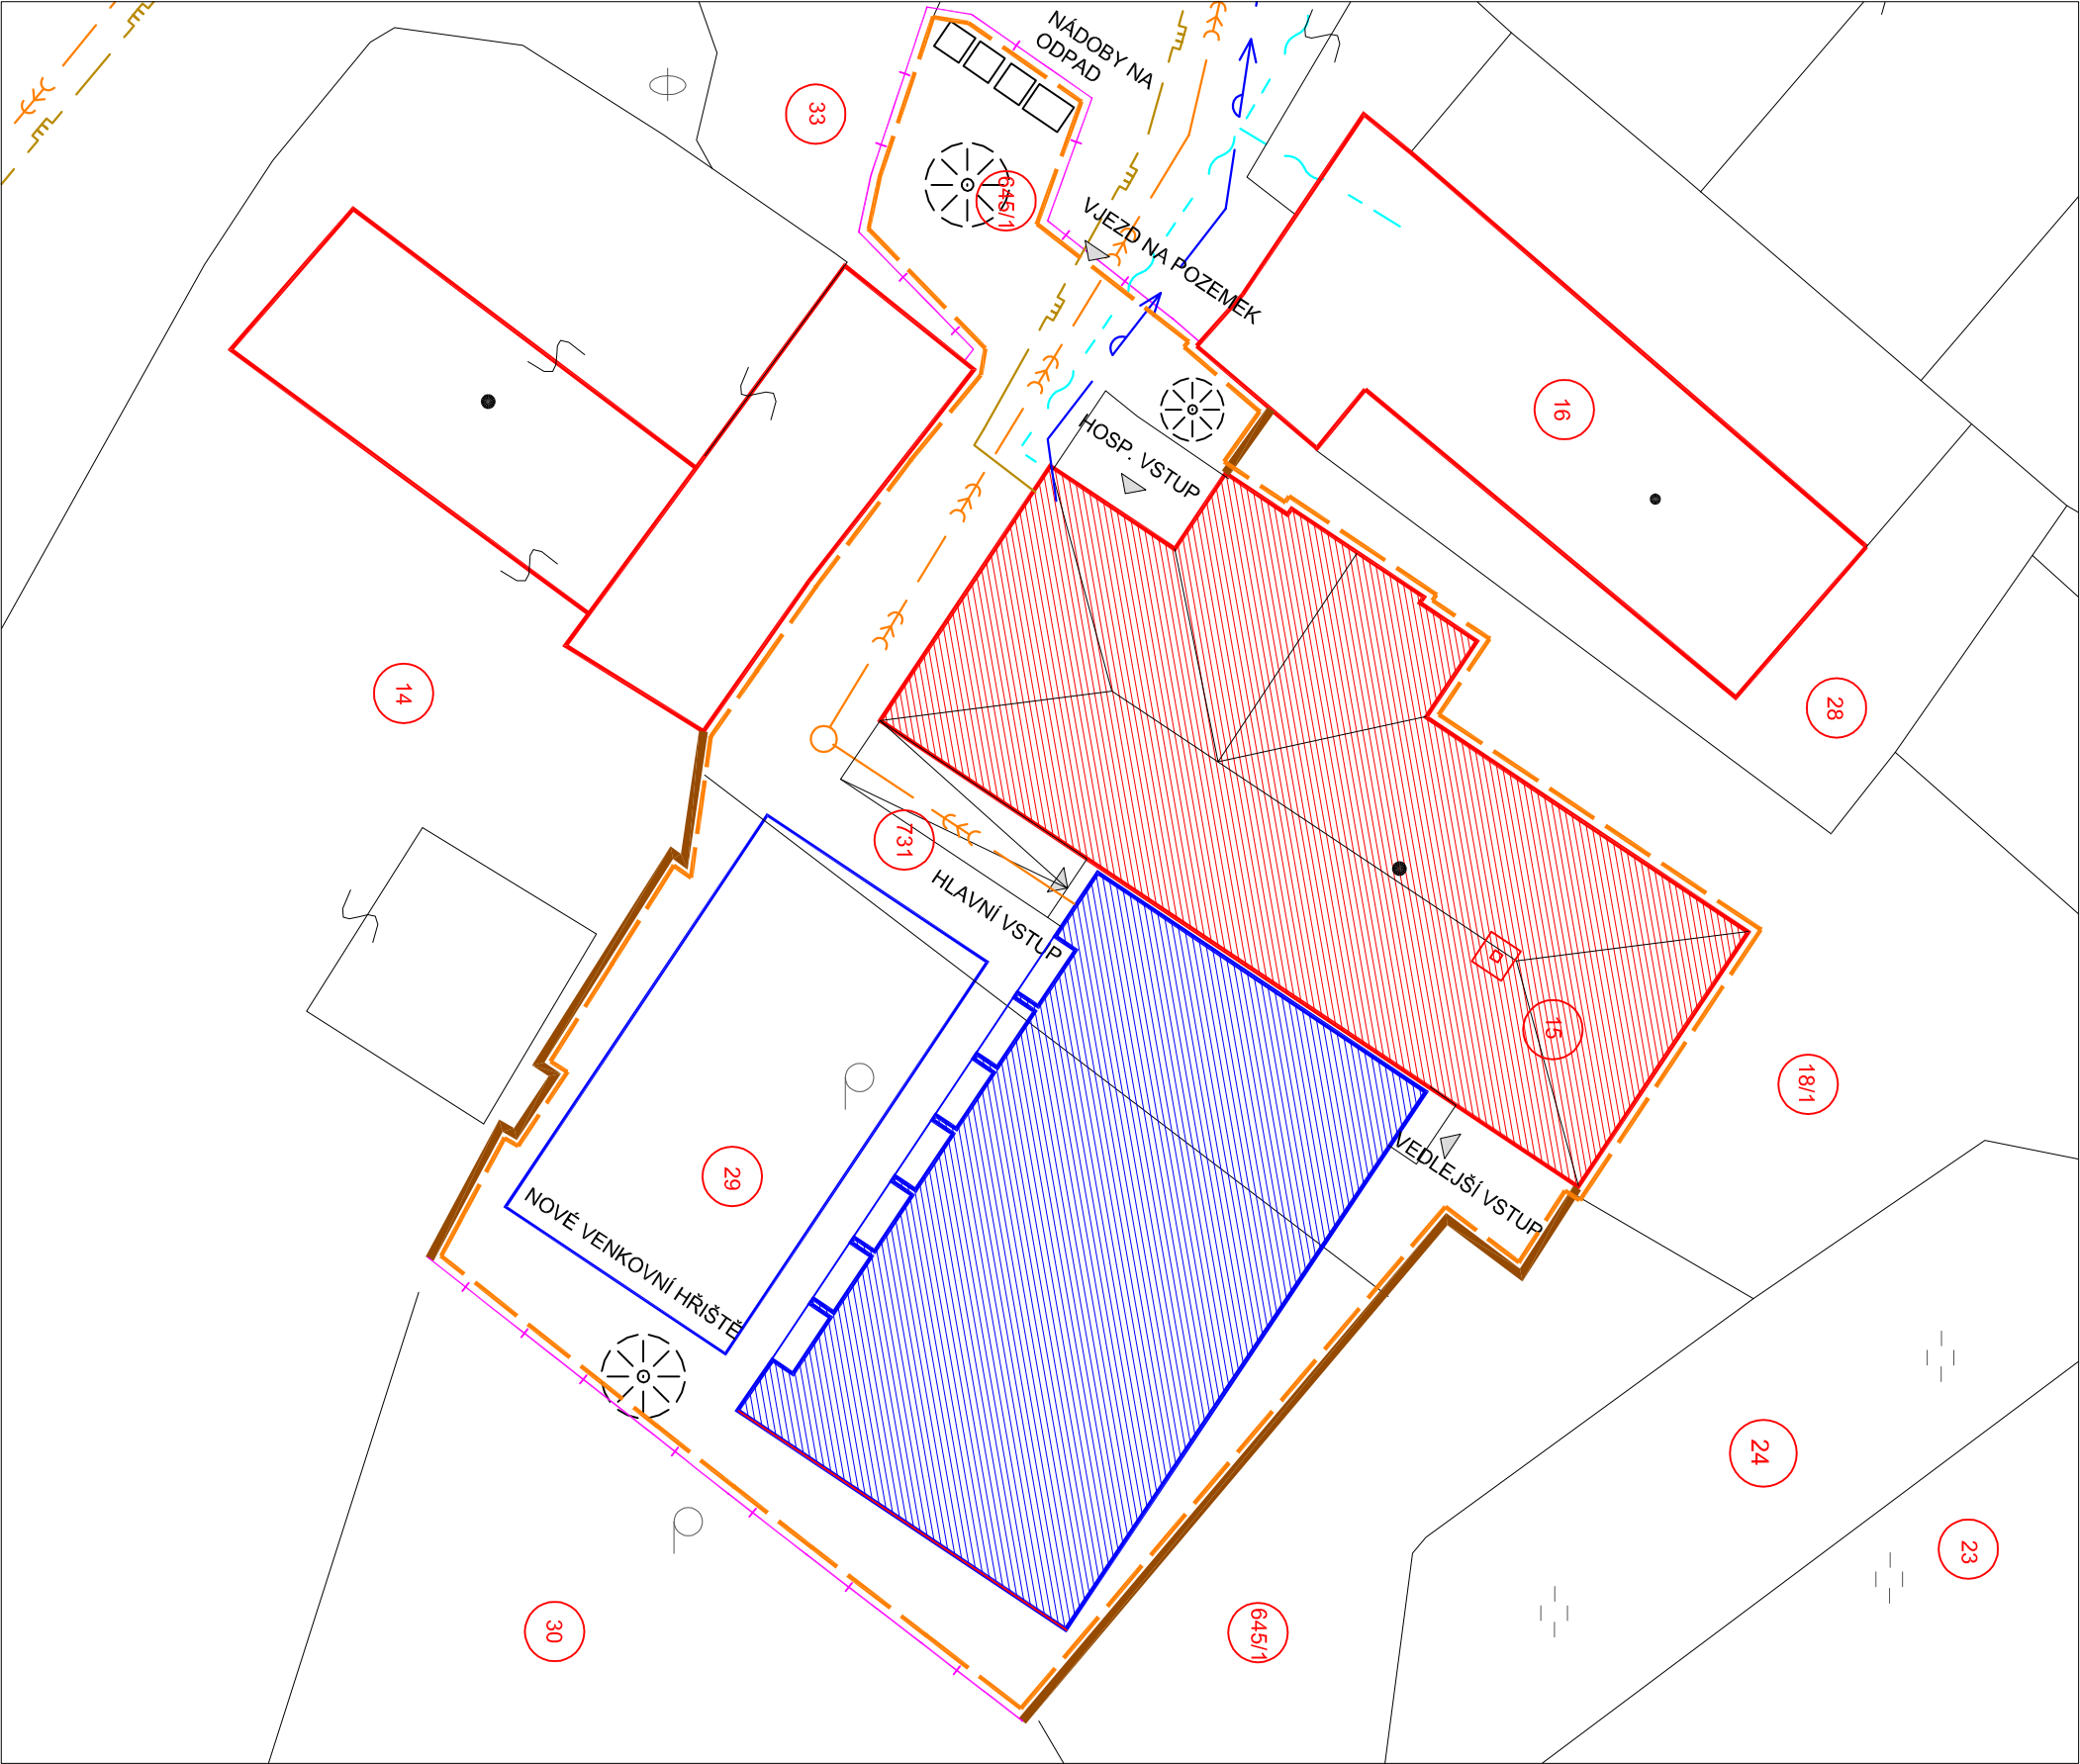 NÁDOBY NA
ODPAD
33
645/1
VJEZD NA POZEMEK
16
HOSP. VSTUP
14
28
731
HLAVNÍ VSTUP
15
18/1
VEDLEJŠÍ VSTUP
29
NOVÉ VENKOVNÍ HŘIŠTĚ
24
23
30
645/1